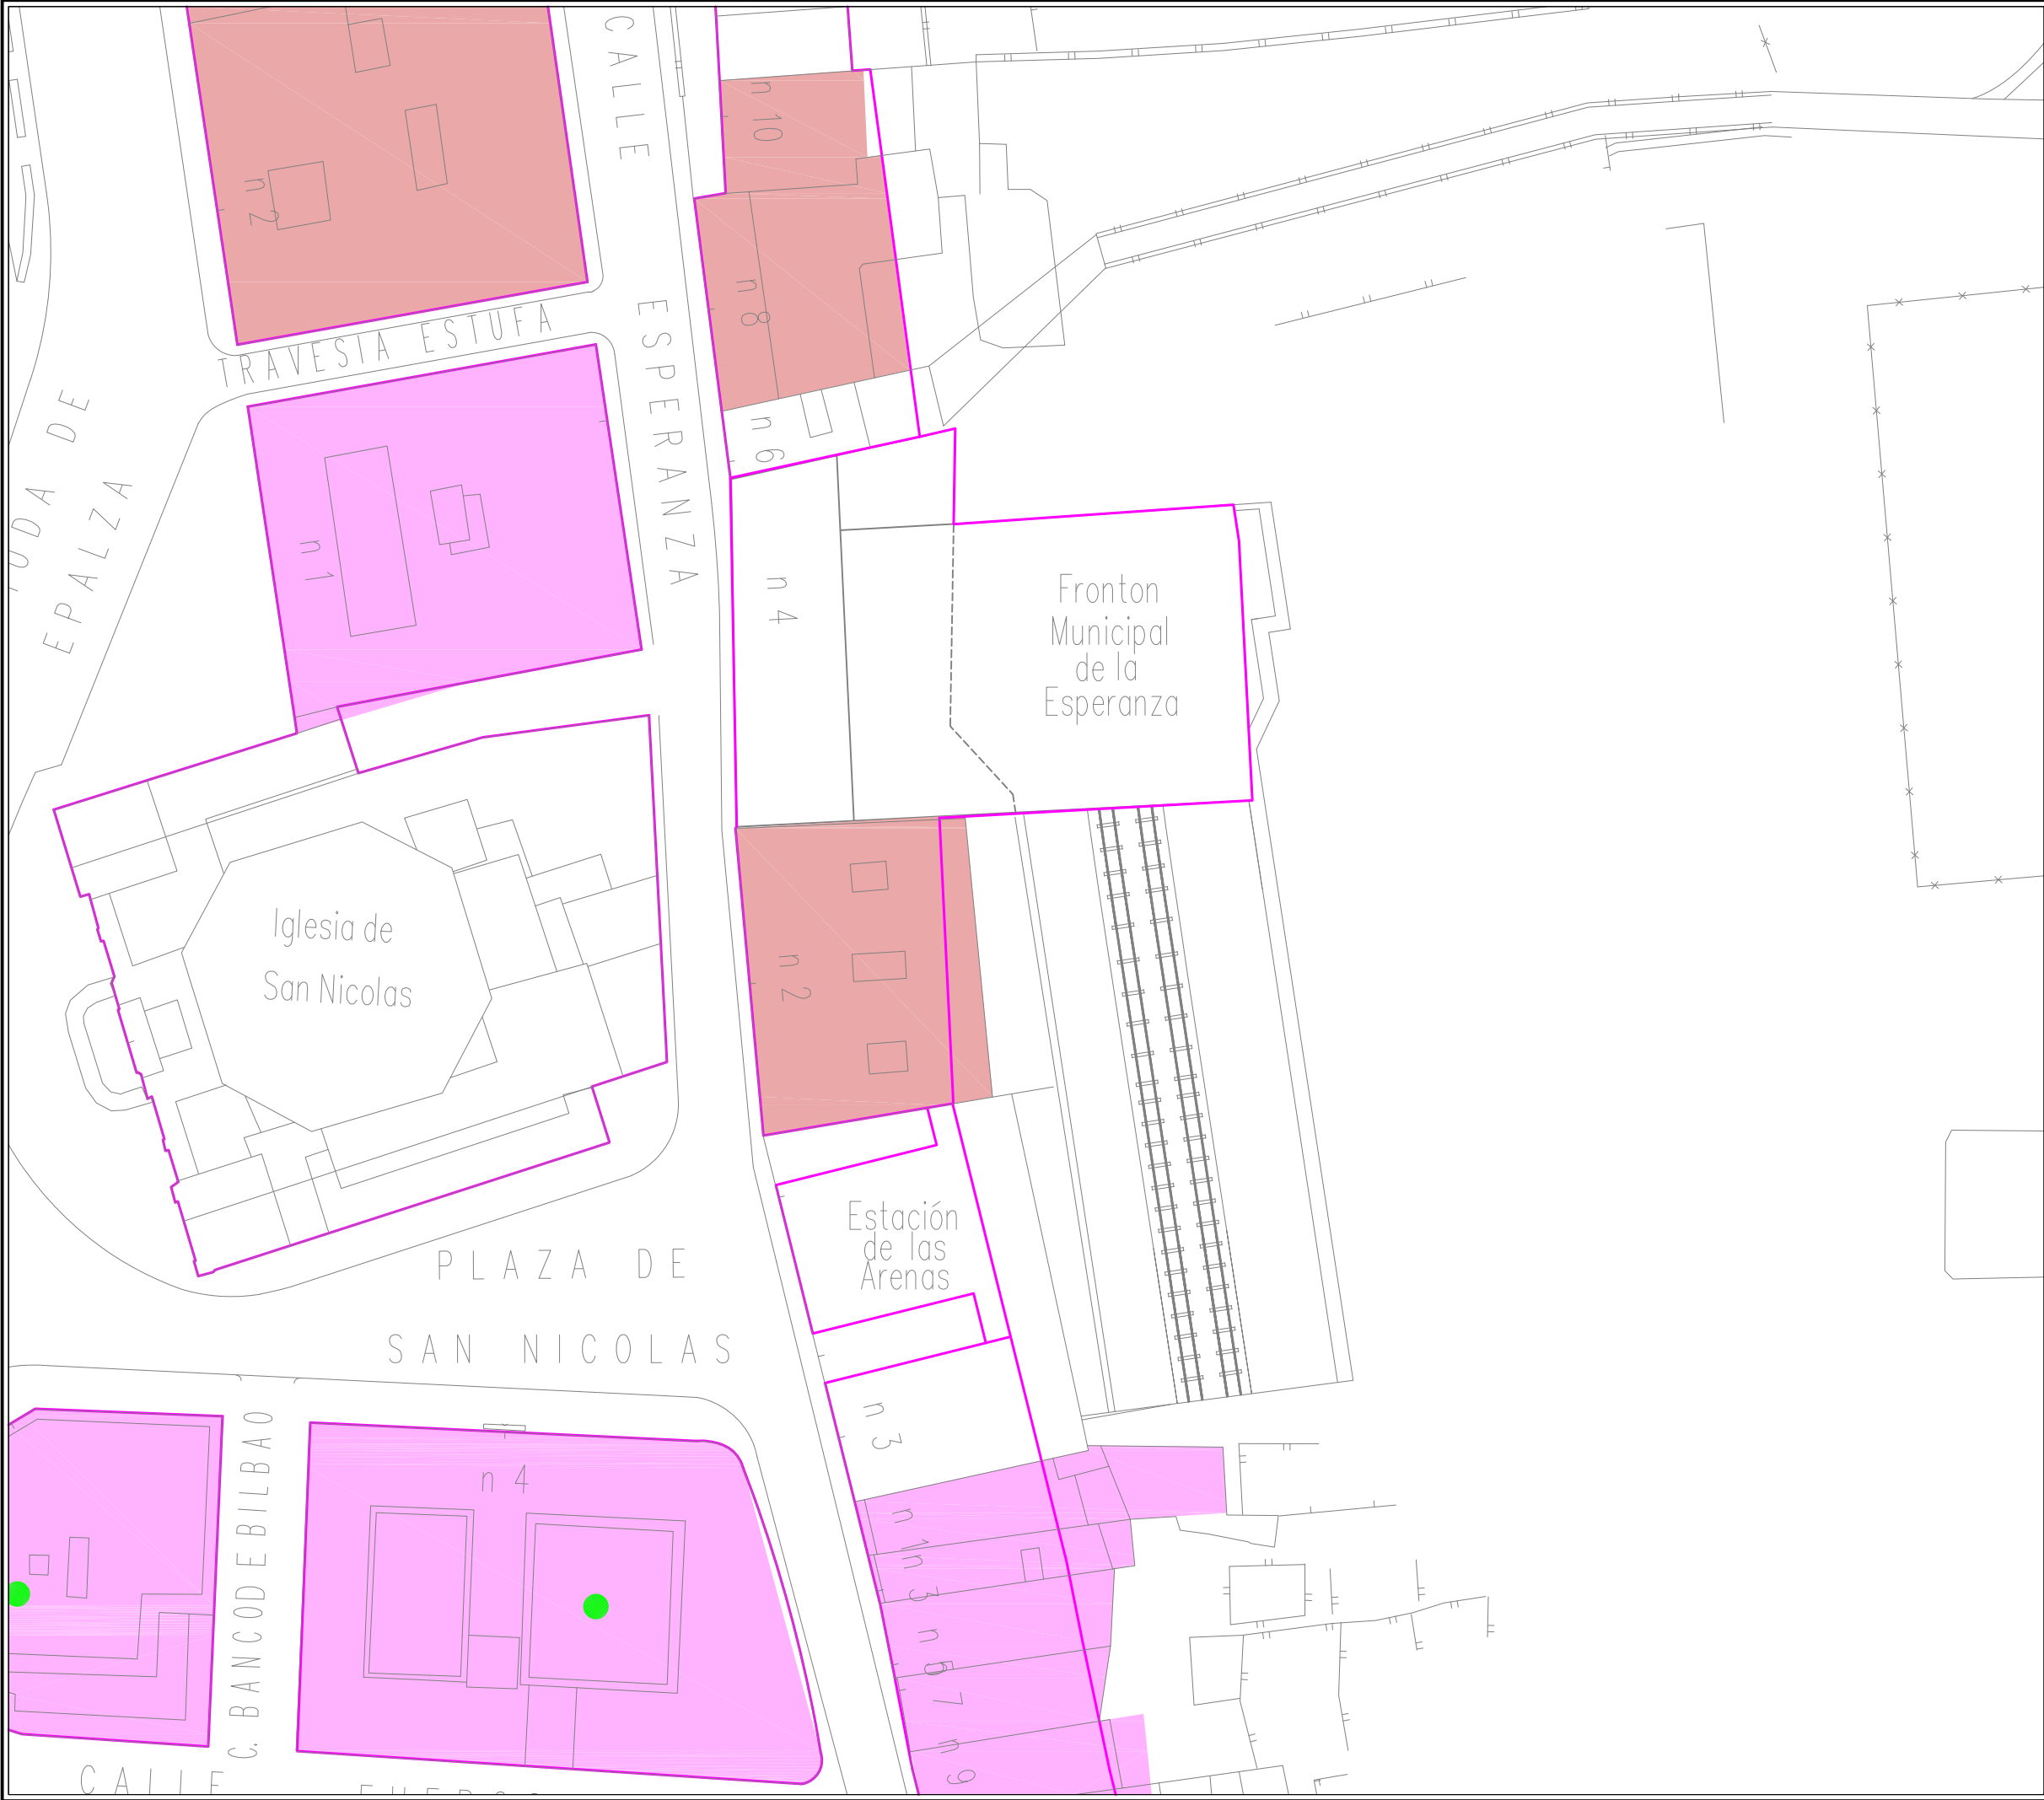 CALLE
ESPERANZA
n 10
n 2
n 8
TRAVESIA ESTUFA
n 6
EPALZA
DE
n 1
n 4
Fronton
Municipal
de la
Esperanza
Iglesia de
San Nicolas
n 2
Estación
de las
Arenas
PLAZA DE
SAN NICOLAS
n 3
C. BANCO DE BILBAO
n 4
n 1
n 3
n 7
n 9
CALLE